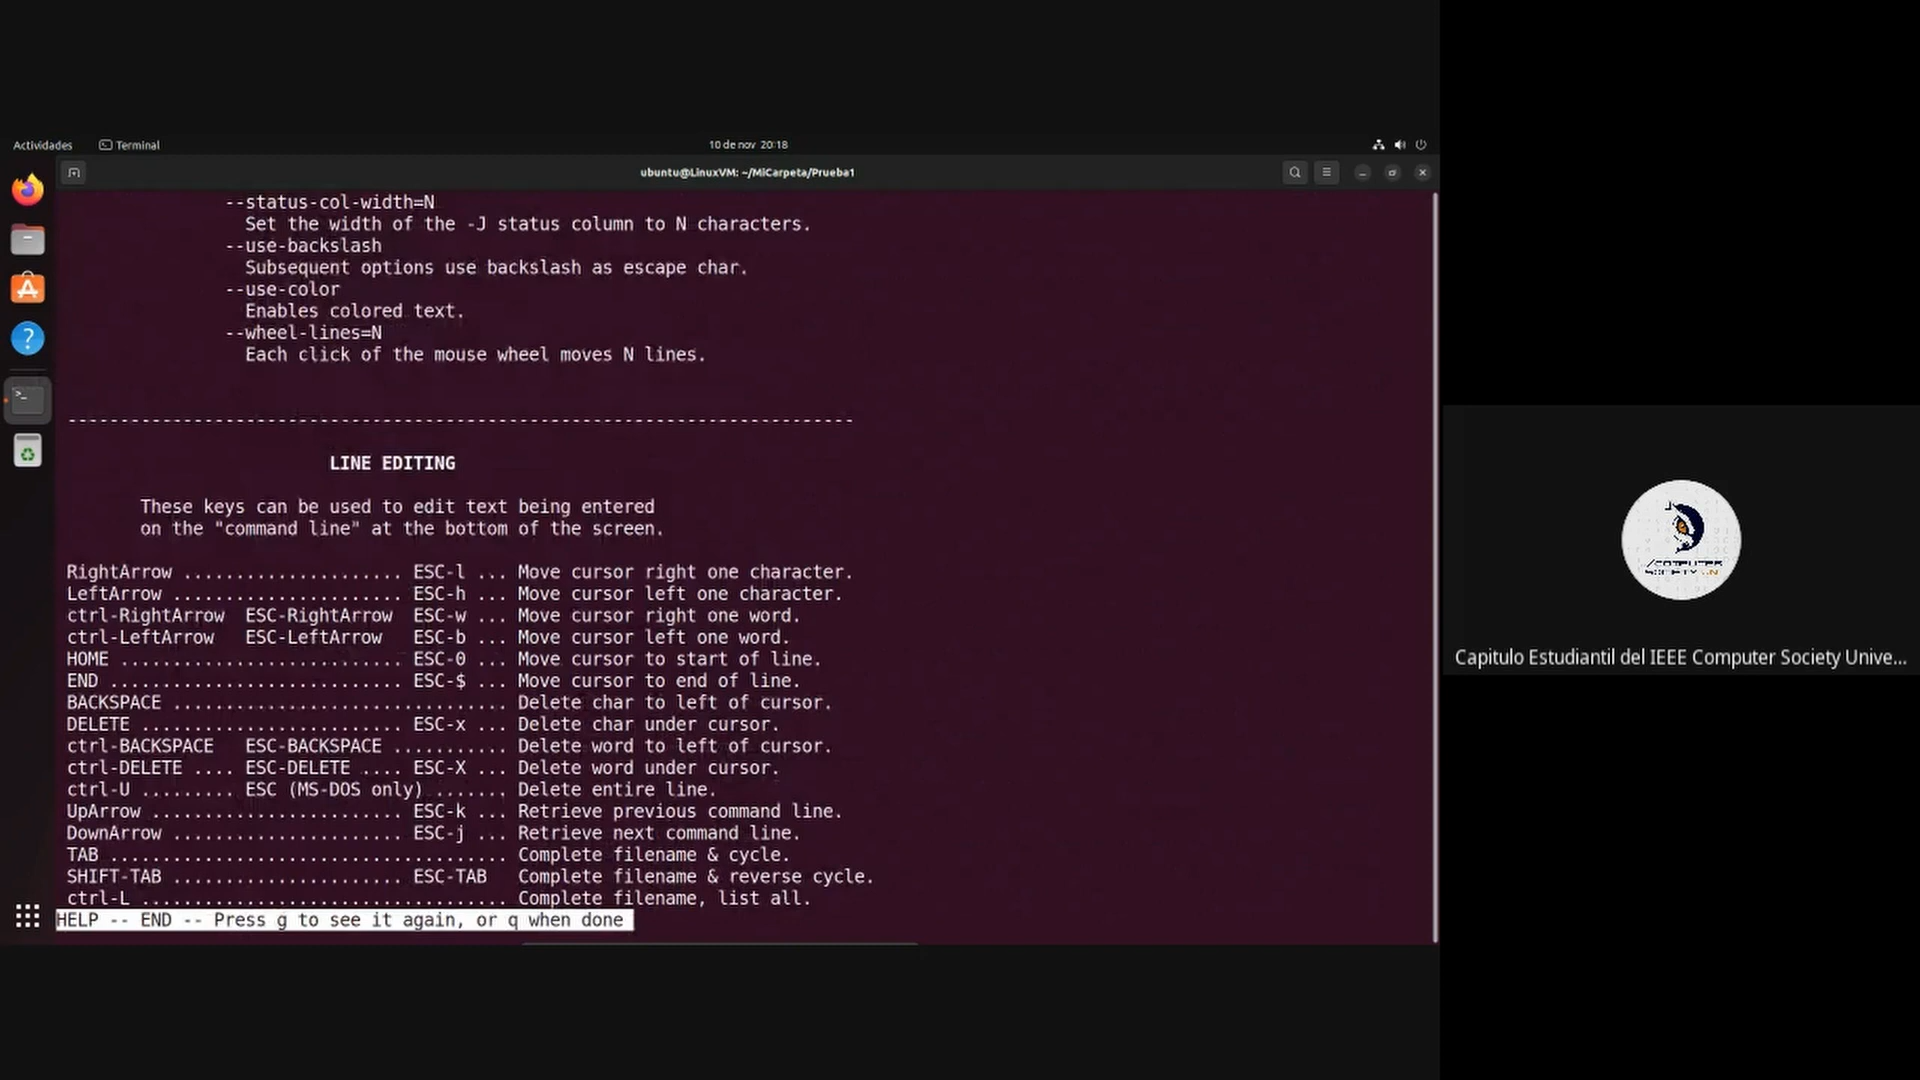 Actividades
Terminal
10 de nov 20:18
ubuntu@LinuxVM: ~/MiCarpeta/Prueba1
--status-col-width=N
Set the width of the -J status column to N characters.
--use-backslash
Subsequent options use backslash as escape char.
--use-color
Enables colored text.
--wheel-lines=N
Each click of the mouse wheel moves N lines.
---------------------------------------------------------------------------
LINE EDITING
These keys can be used to edit text being entered
on the "command line" at the bottom of the screen.
RightArrow ..................... ESC-l ... Move cursor right one character.
LeftArrow ...................... ESC-h ... Move cursor left one character.
ctrl-RightArrow  ESC-RightArrow  ESC-w ... Move cursor right one word.
ctrl-LeftArrow   ESC-LeftArrow   ESC-b ... Move cursor left one word.
HOME ........................... ESC-0 ... Move cursor to start of line.
END ............................ ESC-$ ... Move cursor to end of line.
BACKSPACE ................................ Delete char to left of cursor.
DELETE ......................... ESC-x ... Delete char under cursor.
ctrl-BACKSPACE   ESC-BACKSPACE ........... Delete word to left of cursor.
ctrl-DELETE .... ESC-DELETE .... ESC-X ... Delete word under cursor.
ctrl-U ......... ESC (MS-DOS only) ....... Delete entire line.
UpArrow ........................ ESC-k ... Retrieve previous command line.
DownArrow ...................... ESC-j ... Retrieve next command line.
TAB ...................................... Complete filename & cycle.
SHIFT-TAB ...................... ESC-TAB   Complete filename & reverse cycle.
ctrl-L ................................... Complete filename, list all.
HELP -- END -- Press g to see it again, or q when done
Capitulo Estudiantil del IEEE Computer Society Unive...